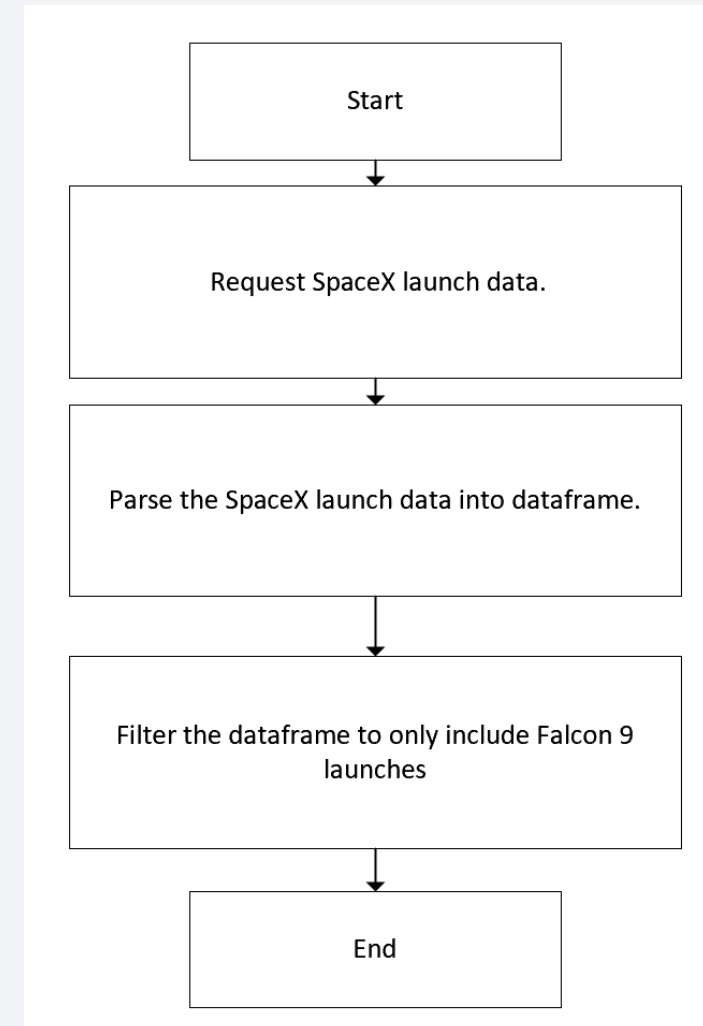 Start
Request SpaceX launch data.
Parse the SpaceX launch data into dataframe.
Filter the dataframe to only include Falcon 9
launches
End